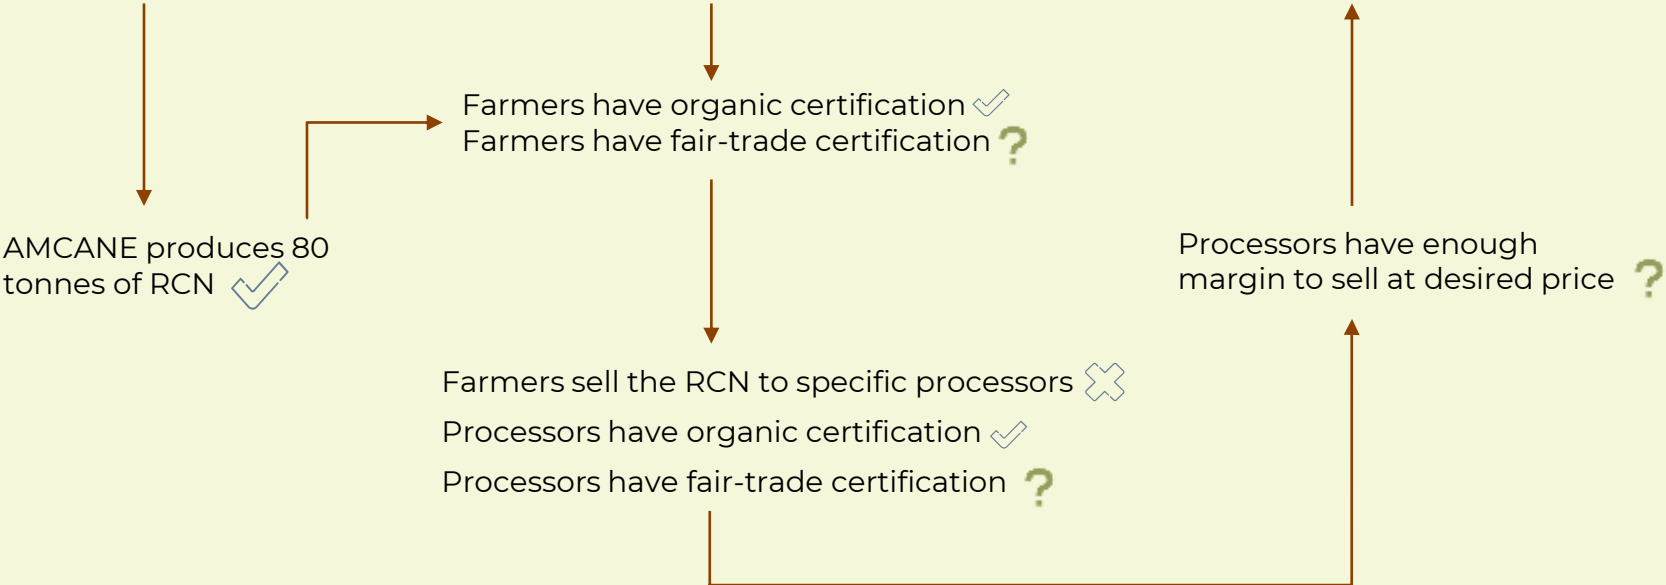 Farmers have organic certification
Farmers have fair-trade certification ?
AMCANE produces 80
tonnes of RCN
Processors have enough
margin to sell at desired price ?
Farmers sell the RCN to specific processors
Processors have organic certification
Processors have fair-trade certification ?